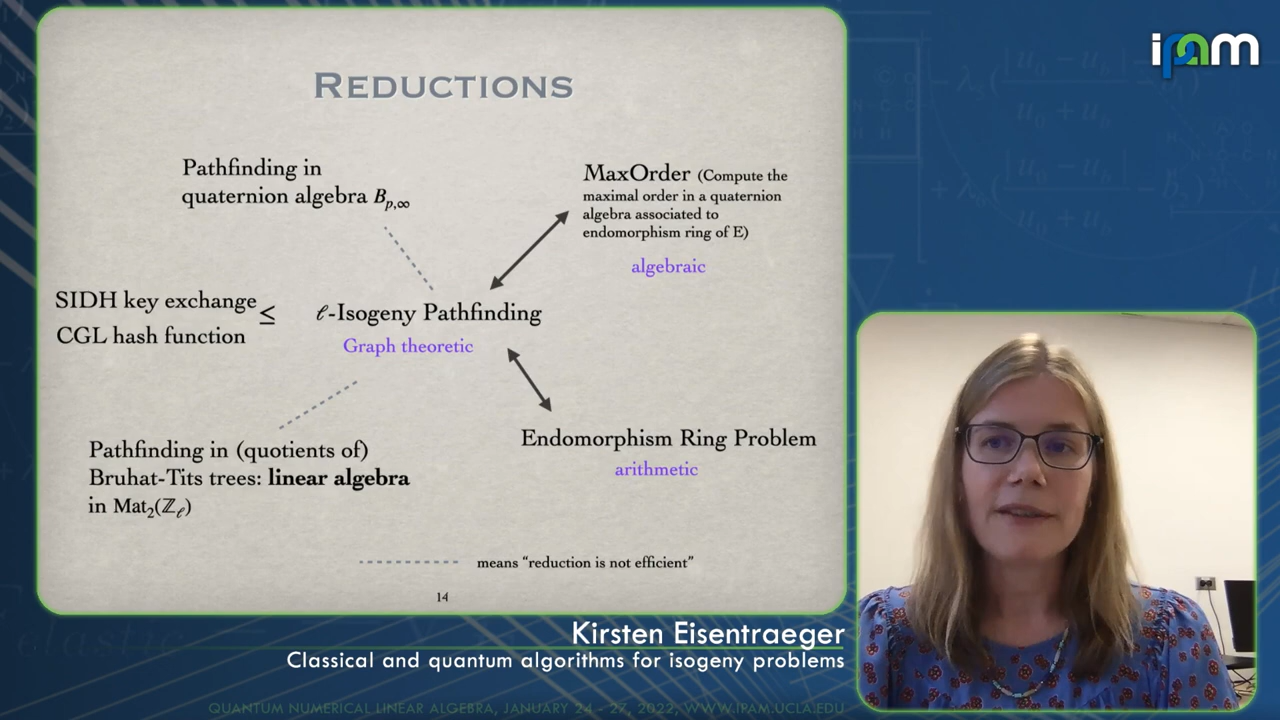 ipam
REDUCTIONS
Pathfinding in
quaternion algebra B_{p,∞}
MaxOrder (Compute the
maximal order in a quaternion
algebra associated to
endomorphism ring of E)
algebraic
SIDH key exchange
CGL hash function
≤
ℓ-Isogeny Pathfinding
Graph theoretic
Pathfinding in (quotients of)
Bruhat-Tits trees: linear algebra
in Mat₂(ℤ_ℓ)
Endomorphism Ring Problem
arithmetic
means “reduction is not efficient”
14
Kirsten Eisentraeger
Classical and quantum algorithms for isogeny problems
QUANTUM NUMERICAL LINEAR ALGEBRA, JANUARY 24 - 27, 2022, WWW.IPAM.UCLA.EDU